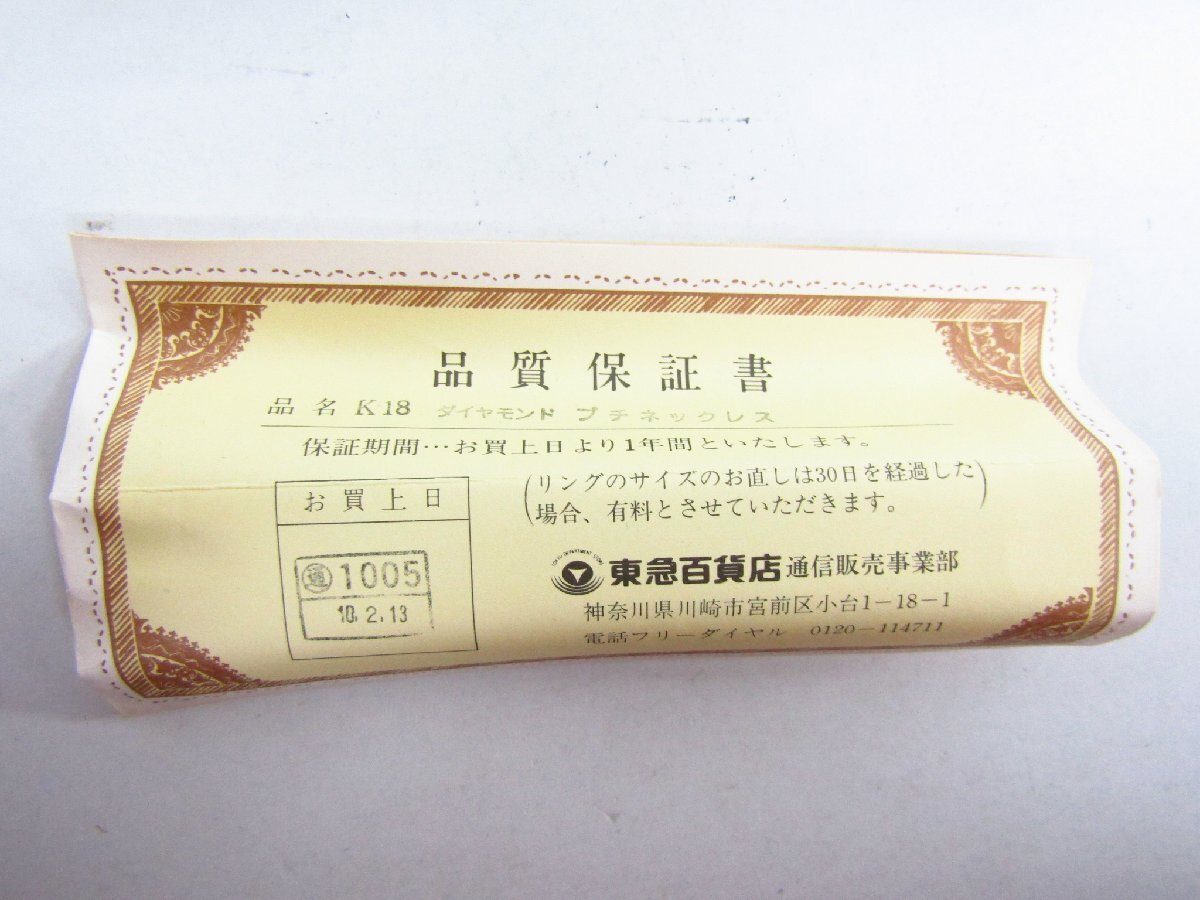 品質保証書
品名 K18 ダイヤモンド プチネックレス
保証期間…お買上日より1年間といたします。
(リングのサイズのお直しは30日を経過した
場合、有料とさせていただきます。)
お買上日
通 1005
10.2.13
TOKYU DEPARTMENT STORE
東急百貨店 通信販売事業部
神奈川県川崎市宮前区小台1-18-1
電話フリーダイヤル 0120-114711